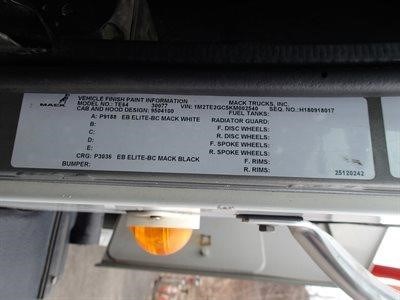 MACK
VEHICLE FINISH PAINT INFORMATION MACK TRUCKS, INC.
MODEL NO.: TE64 30077 VIN: 1M2TE2GC5KM002540 SEQ. NO.: H180918017
CAB AND HOOD DESIGN: 9504100 FUEL TANKS:
A: P9188 EB ELITE-BC MACK WHITE RADIATOR GUARD:
B: F. DISC WHEELS:
C: R. DISC WHEELS:
D: F. SPOKE WHEELS:
E: R. SPOKE WHEELS:
CRG: P3036 EB ELITE-BC MACK BLACK F. RIMS:
BUMPER: R. RIMS: 25120242